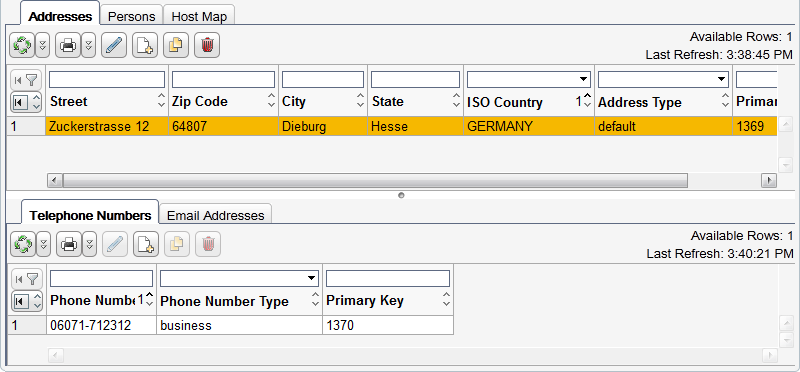 Addresses Persons Host Map
Available Rows: 1
Last Refresh: 3:38:45 PM
Street Zip Code City State ISO Country 1 Address Type Primar
1 Zuckerstrasse 12 64807 Dieburg Hesse GERMANY default 1369
Telephone Numbers Email Addresses
Available Rows: 1
Last Refresh: 3:40:21 PM
Phone Numbe 1 Phone Number Type Primary Key
1 06071-712312 business 1370